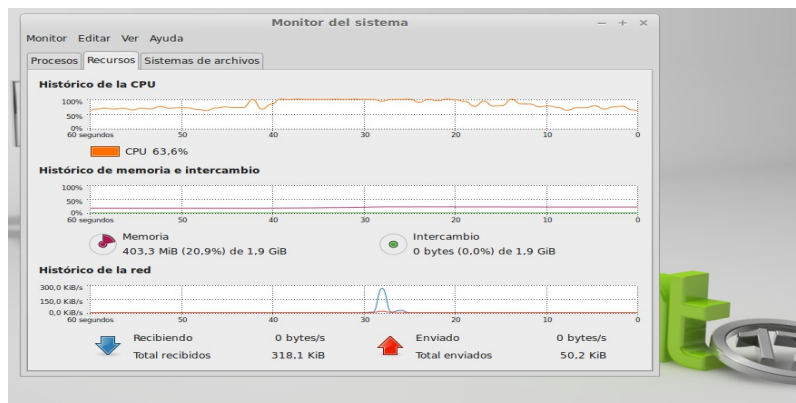 Monitor del sistema
Monitor Editar Ver Ayuda
Procesos Recursos Sistemas de archivos
Histórico de la CPU
100%
50%
0%
60 segundos 50 40 30 20 10 0
CPU 63,6%
Histórico de memoria e intercambio
100%
50%
0%
60 segundos 50 40 30 20 10 0
Memoria Intercambio
403,3 MiB (20,9%) de 1,9 GiB 0 bytes (0,0%) de 1,9 GiB
Histórico de la red
300,0 KiB/s
150,0 KiB/s
0,0 KiB/s
60 segundos 50 40 30 20 10 0
Recibiendo 0 bytes/s Enviado 0 bytes/s
Total recibidos 318,1 KiB Total enviados 50,2 KiB